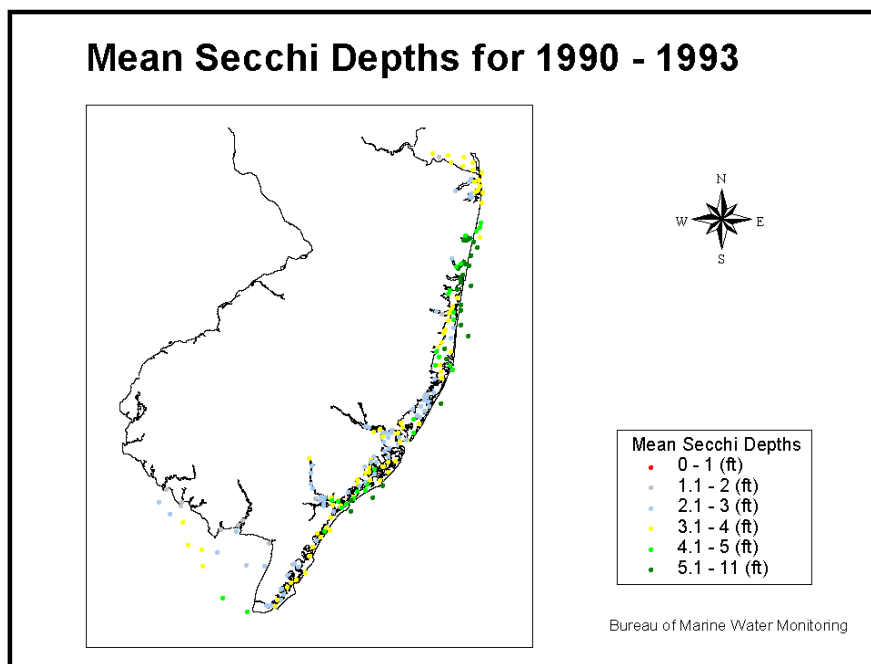 Mean Secchi Depths for 1990 - 1993
N
W E
S
Mean Secchi Depths
0 - 1 (ft)
1.1 - 2 (ft)
2.1 - 3 (ft)
3.1 - 4 (ft)
4.1 - 5 (ft)
5.1 - 11 (ft)
Bureau of Marine Water Monitoring